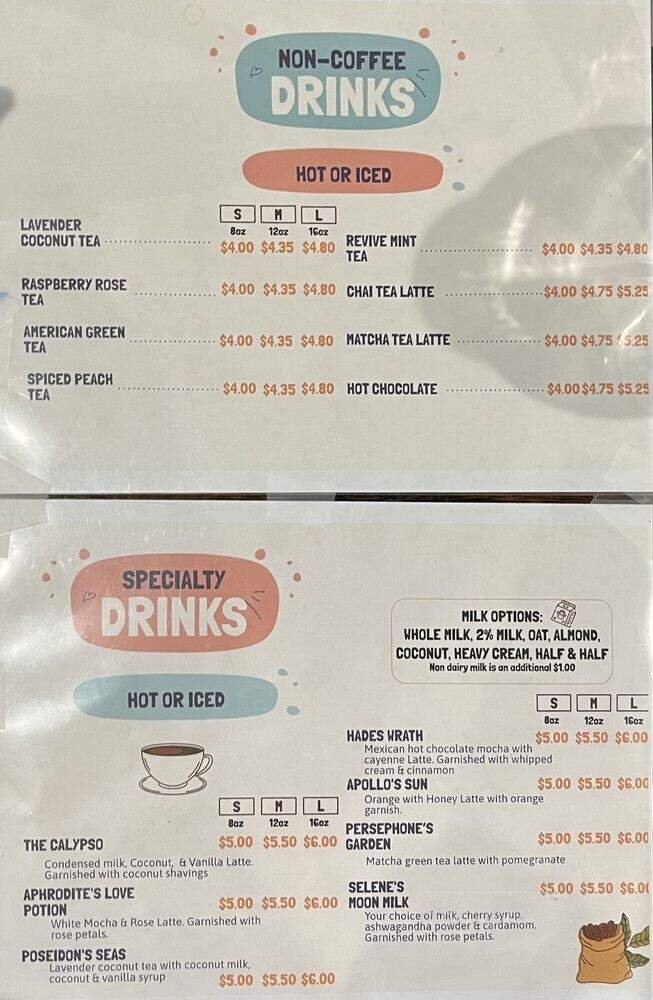 NON-COFFEE
DRINKS
HOT OR ICED
S M L
8oz 12oz 16oz
LAVENDER
COCONUT TEA $4.00 $4.35 $4.80
RASPBERRY ROSE
TEA $4.00 $4.35 $4.80
AMERICAN GREEN
TEA $4.00 $4.35 $4.80
SPICED PEACH
TEA $4.00 $4.35 $4.80
REVIVE MINT
TEA $4.00 $4.35 $4.80
CHAI TEA LATTE $4.00 $4.75 $5.25
MATCHA TEA LATTE $4.00 $4.75 $5.25
HOT CHOCOLATE $4.00 $4.75 $5.25
SPECIALTY
DRINKS
HOT OR ICED
S M L
8oz 12oz 16oz
THE CALYPSO $5.00 $5.50 $6.00
Condensed milk, Coconut, & Vanilla Latte.
Garnished with coconut shavings
APHRODITE'S LOVE
POTION $5.00 $5.50 $6.00
White Mocha & Rose Latte. Garnished with
rose petals.
POSEIDON'S SEAS
Lavender coconut tea with coconut milk,
coconut & vanilla syrup $5.00 $5.50 $6.00
MILK OPTIONS:
WHOLE MILK, 2% MILK, OAT, ALMOND,
COCONUT, HEAVY CREAM, HALF & HALF
Non dairy milk is an additional $1.00
S M L
8oz 12oz 16oz
HADES WRATH $5.00 $5.50 $6.00
Mexican hot chocolate mocha with
cayenne Latte. Garnished with whipped
cream & cinnamon
APOLLO'S SUN $5.00 $5.50 $6.00
Orange with Honey Latte with orange
garnish.
PERSEPHONE'S
GARDEN $5.00 $5.50 $6.00
Matcha green tea latte with pomegranate
SELENE'S
MOON MILK $5.00 $5.50 $6.00
Your choice of milk, cherry syrup,
ashwagandha powder & cardamom.
Garnished with rose petals.